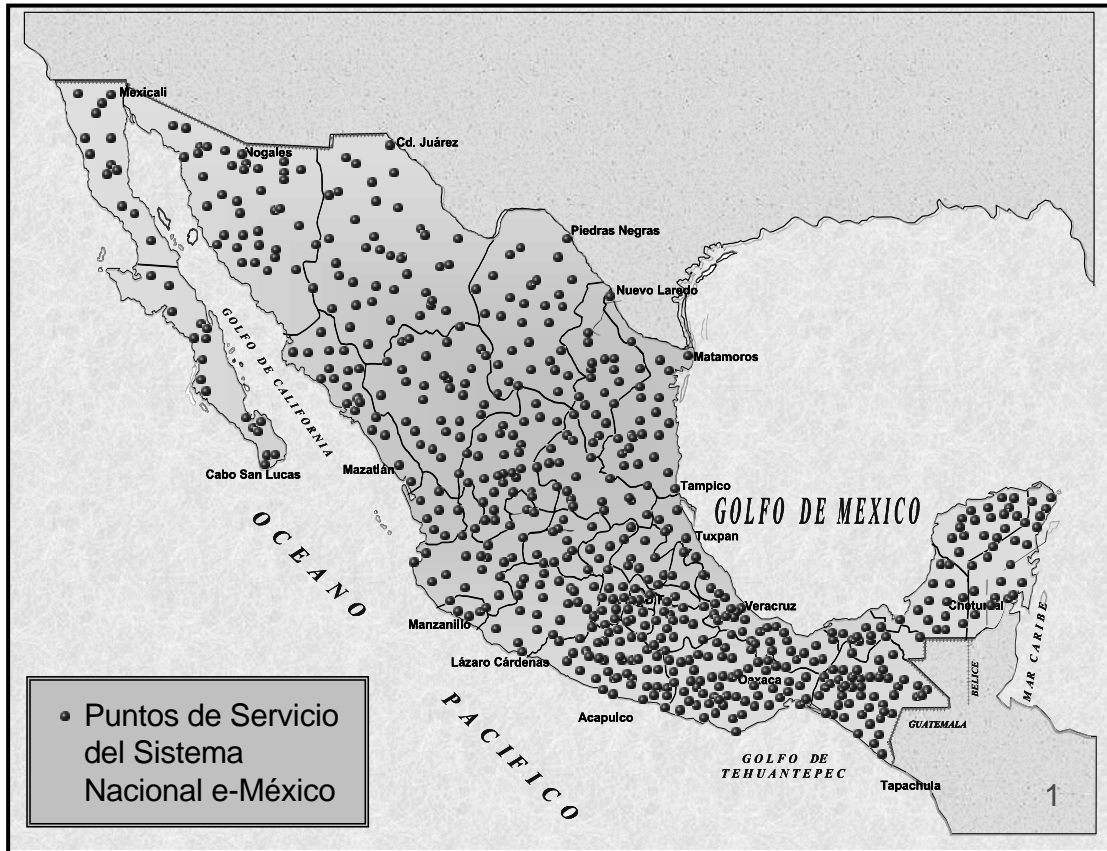 Mexicali
Nogales
Cd. Juárez
Piedras Negras
Nuevo Laredo
Matamoros
GOLFO DE CALIFORNIA
Cabo San Lucas
Mazatlán
Tampico
GOLFO DE MEXICO
Tuxpan
OCEANO
Veracruz
Chetumal
Manzanillo
Lázaro Cárdenas
MAR CARIBE
BELICE
Oaxaca
Acapulco
PACIFICO
GUATEMALA
GOLFO DE
TEHUANTEPEC
Tapachula
Puntos de Servicio
del Sistema
Nacional e-México
1